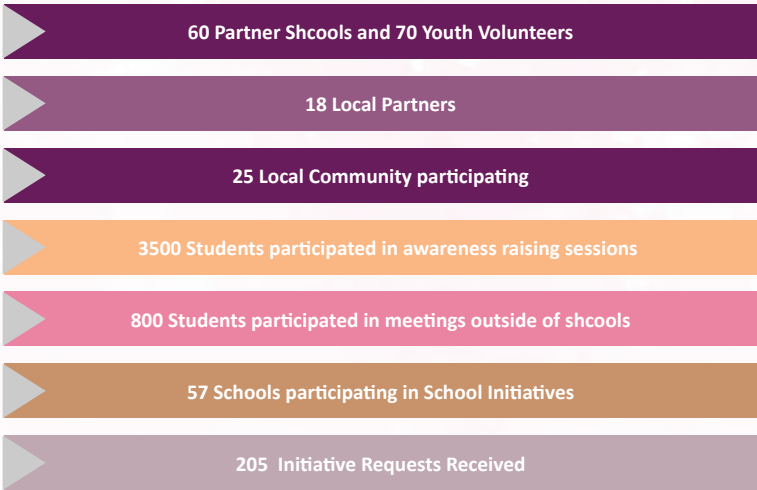 60 Partner Shcools and 70 Youth Volunteers
18 Local Partners
25 Local Community participating
3500 Students participated in awareness raising sessions
800 Students participated in meetings outside of shcools
57 Schools participating in School Initiatives
205  Initiative Requests Received